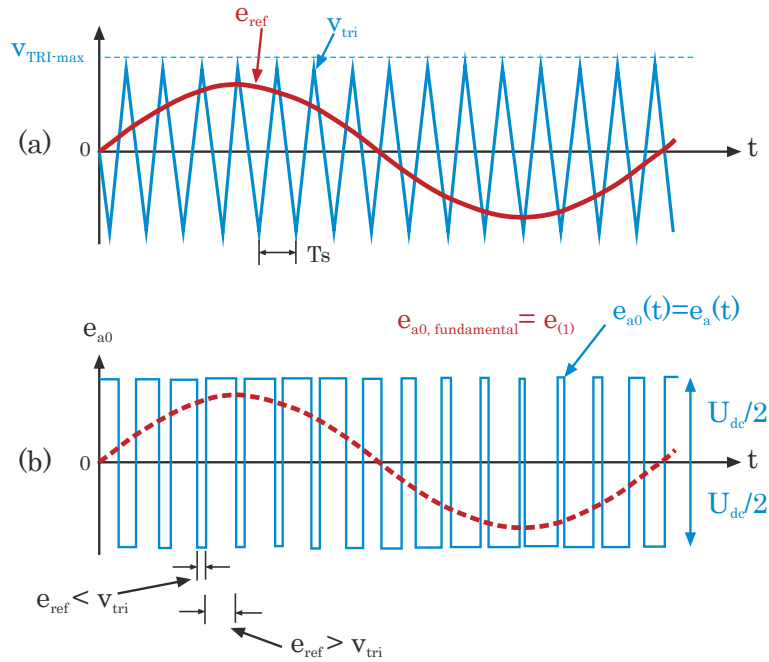 e_ref
v_tri
v_TRI-max
(a)
0
t
Ts
e_a0
e_a0, fundamental = e_(1)
e_a0(t)=e_a(t)
U_dc/2
(b)
0
t
U_dc/2
e_ref < v_tri
e_ref > v_tri